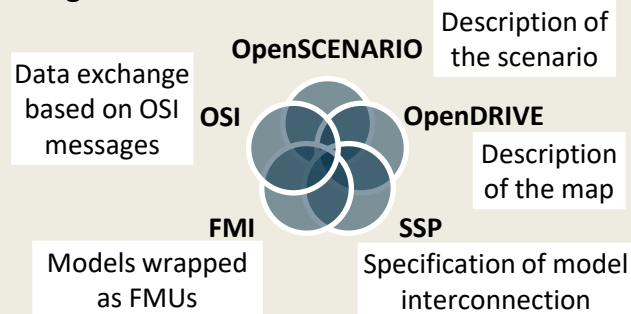 Description of
the scenario
OpenSCENARIO
Data exchange
based on OSI
messages
OSI
OpenDRIVE
Description
of the map
FMI
SSP
Models wrapped
as FMUs
Specification of model
interconnection